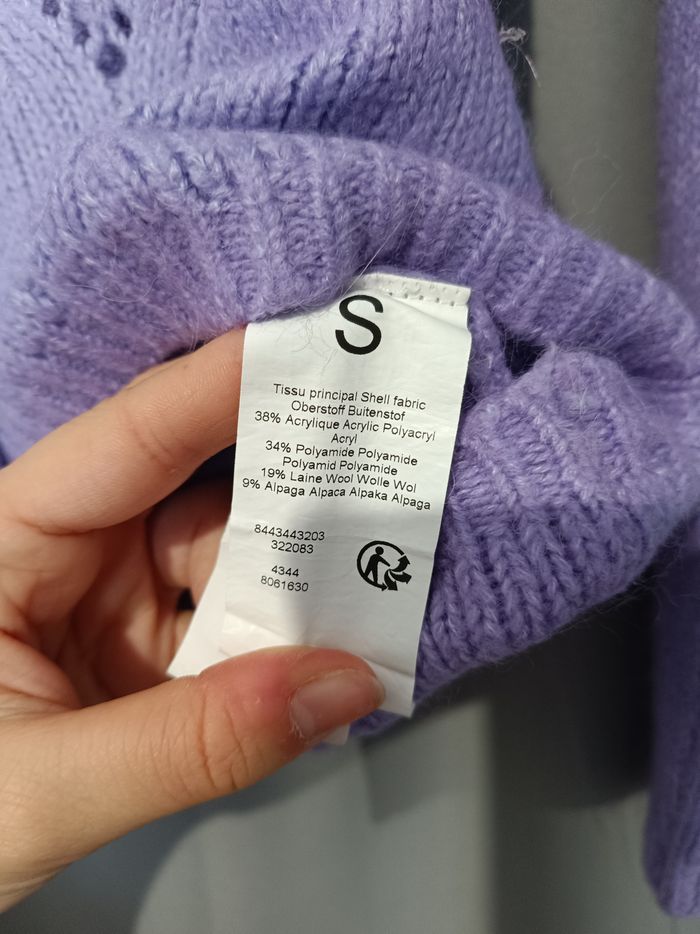 S
Tissu principal Shell fabric
Oberstoff Buitenstof
38% Acrylique Acrylic Polyacryl
Acryl
34% Polyamide Polyamide
Polyamid Polyamide
19% Laine Wool Wolle Wol
9% Alpaga Alpaca Alpaka Alpaga
8443443203
322083
4344
8061630